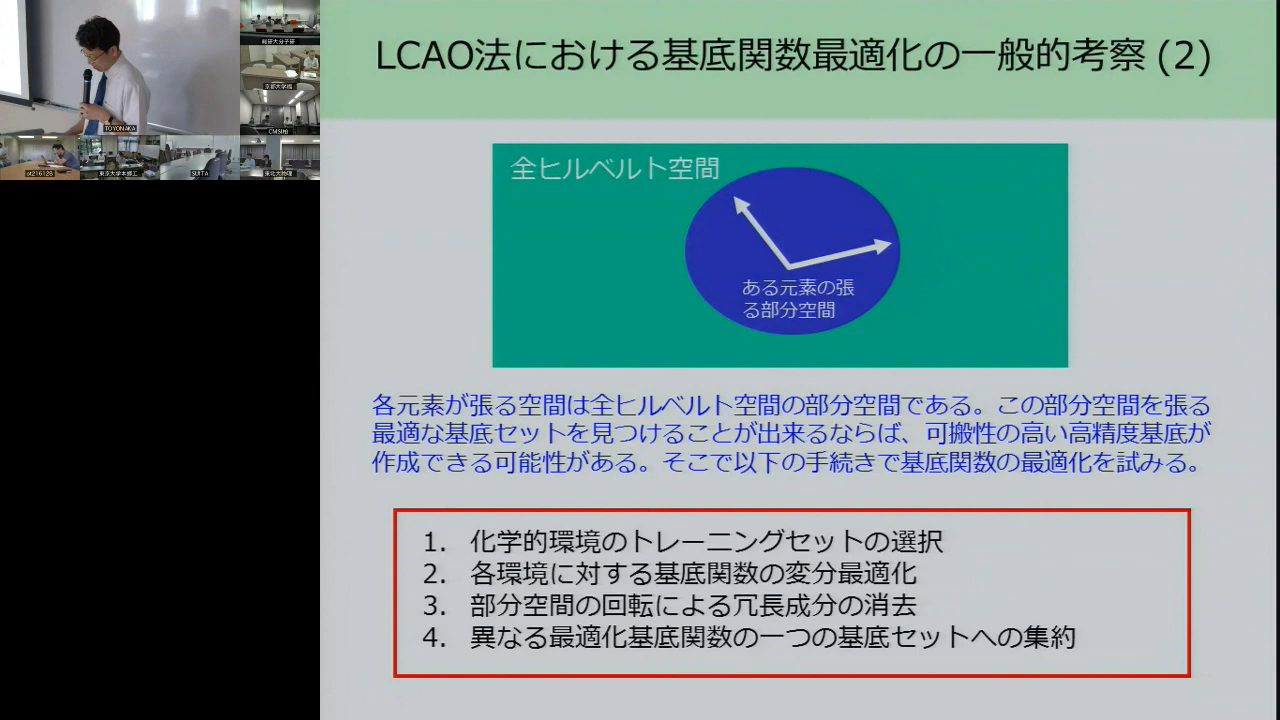 LCAO法における基底関数最適化の一般的考察 (2)
全ヒルベルト空間
ある元素の張
る部分空間
各元素が張る空間は全ヒルベルト空間の部分空間である。この部分空間を張る
最適な基底セットを見つけることが出来るならば、可搬性の高い高精度基底が
作成できる可能性がある。そこで以下の手続きで基底関数の最適化を試みる。
1. 化学的環境のトレーニングセットの選択
2. 各環境に対する基底関数の変分最適化
3. 部分空間の回転による冗長成分の消去
4. 異なる最適化基底関数の一つの基底セットへの集約
TOYONAKA
総研大分子研
CMSI柏
ot216128
東京大学本郷工
SUITA
東北大物理